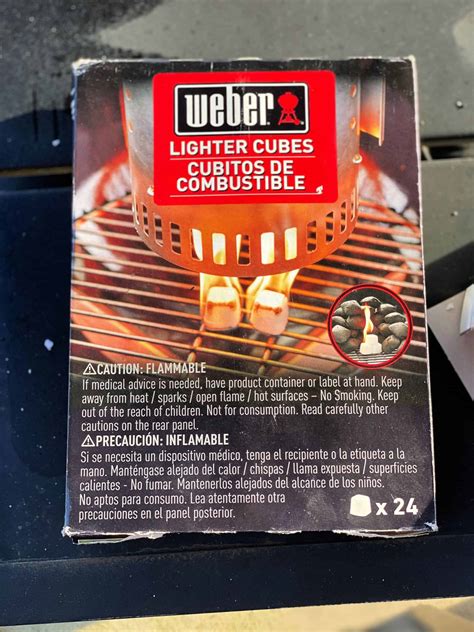 weber
LIGHTER CUBES
CUBITOS DE
COMBUSTIBLE
⚠CAUTION: FLAMMABLE
If medical advice is needed, have product container or label at hand. Keep
away from heat / sparks / open flame / hot surfaces – No Smoking. Keep
out of the reach of children. Not for consumption. Read carefully other
cautions on the rear panel.
⚠PRECAUCIÓN: INFLAMABLE
Si se necesita un dispositivo médico, tenga el recipiente o la etiqueta a la
mano. Manténgase alejado del calor / chispas / llama expuesta / superficies
calientes - No fumar. Mantenerlos alejados del alcance de los niños.
No aptos para consumo. Lea atentamente otra
precauciones en el panel posterior.
x 24